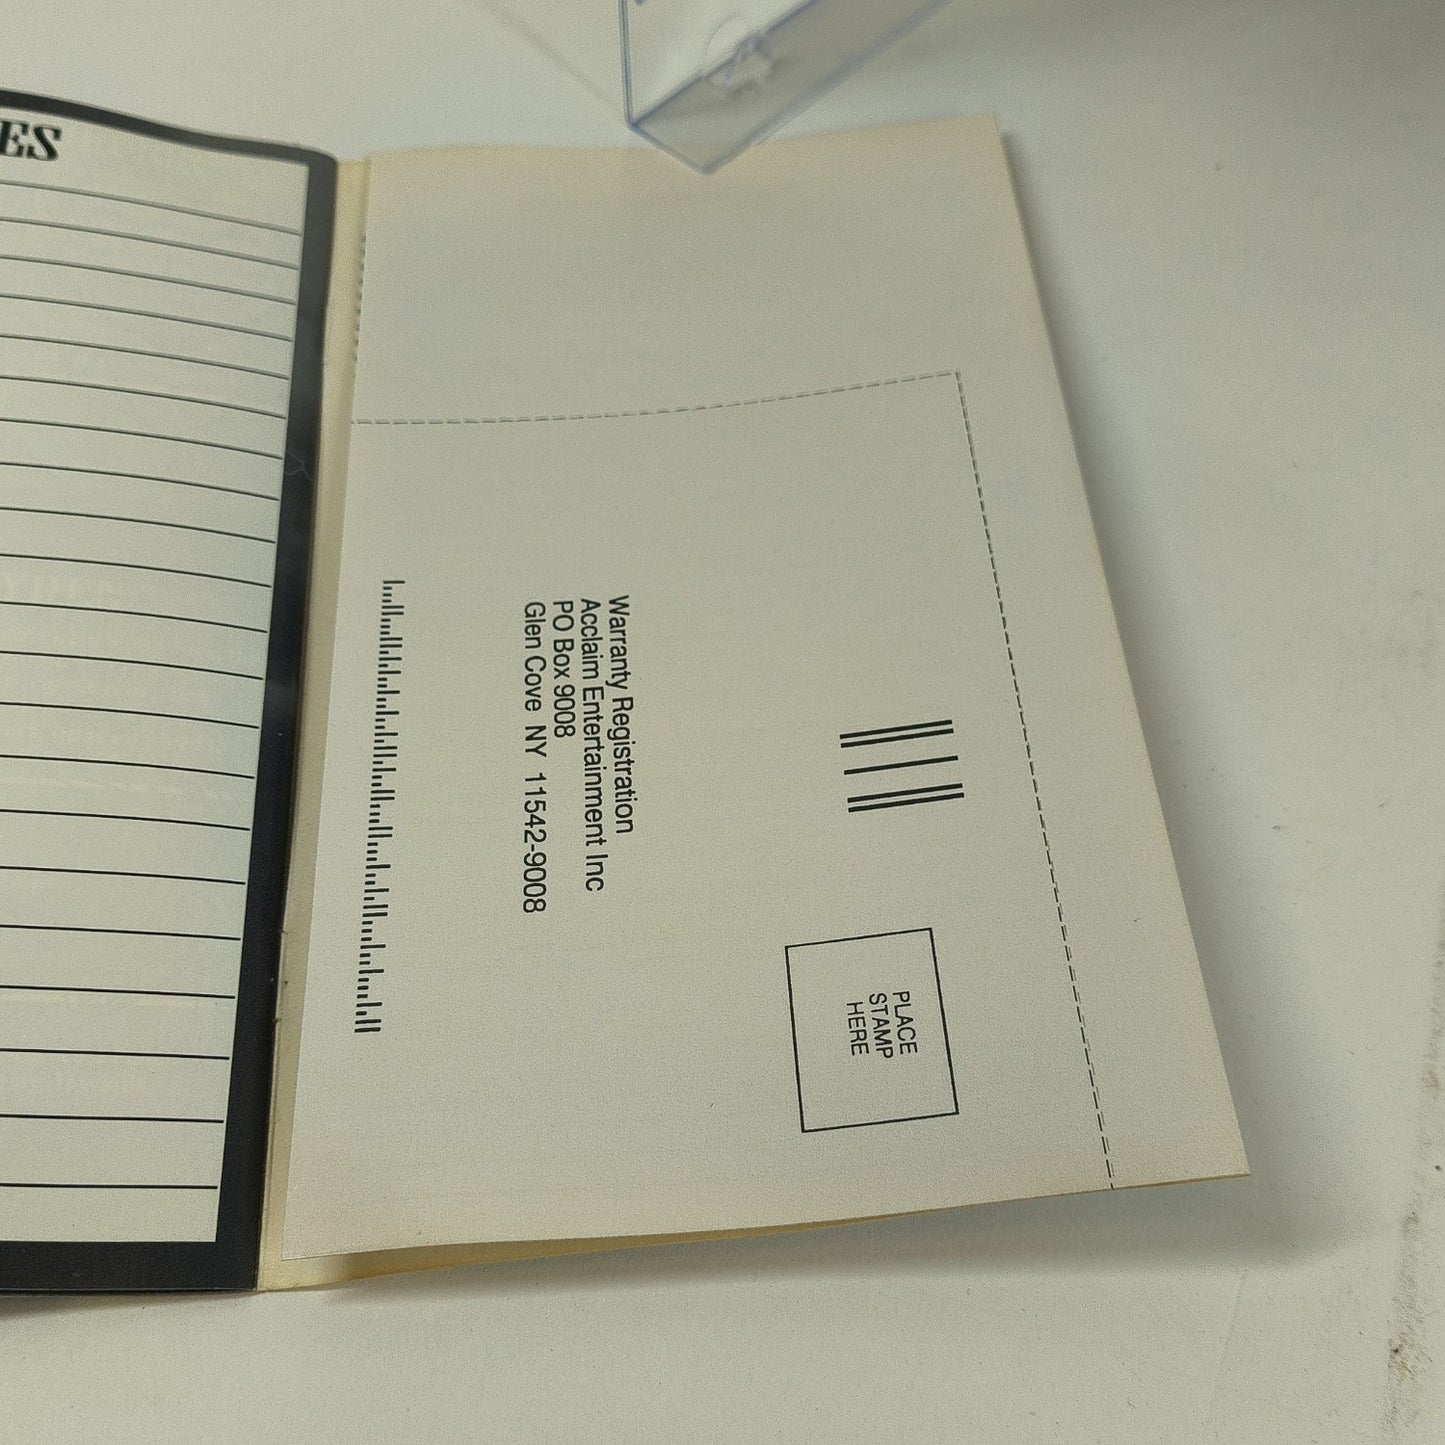 ES
Warranty Registration
Acclaim Entertainment Inc
PO Box 9008
Glen Cove NY 11542-9008
PLACE
STAMP
HERE